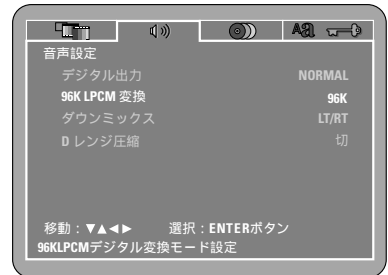 Aあ
音声設定
デジタル出力 NORMAL
96K LPCM 変換 96K
ダウンミックス LT/RT
D レンジ圧縮 切
移動：▼▲◀▶ 選択：ENTERボタン
96KLPCMデジタル変換モード設定